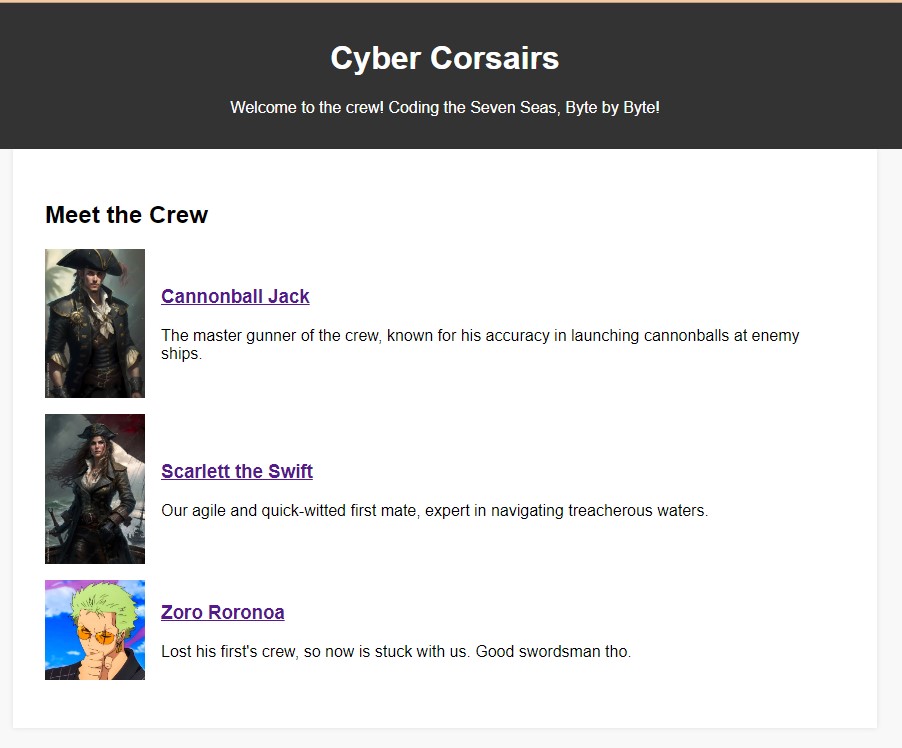 Cyber Corsairs
Welcome to the crew! Coding the Seven Seas, Byte by Byte!
Meet the Crew
Cannonball Jack
The master gunner of the crew, known for his accuracy in launching cannonballs at enemy
ships.
Scarlett the Swift
Our agile and quick-witted first mate, expert in navigating treacherous waters.
Zoro Roronoa
Lost his first's crew, so now is stuck with us. Good swordsman tho.